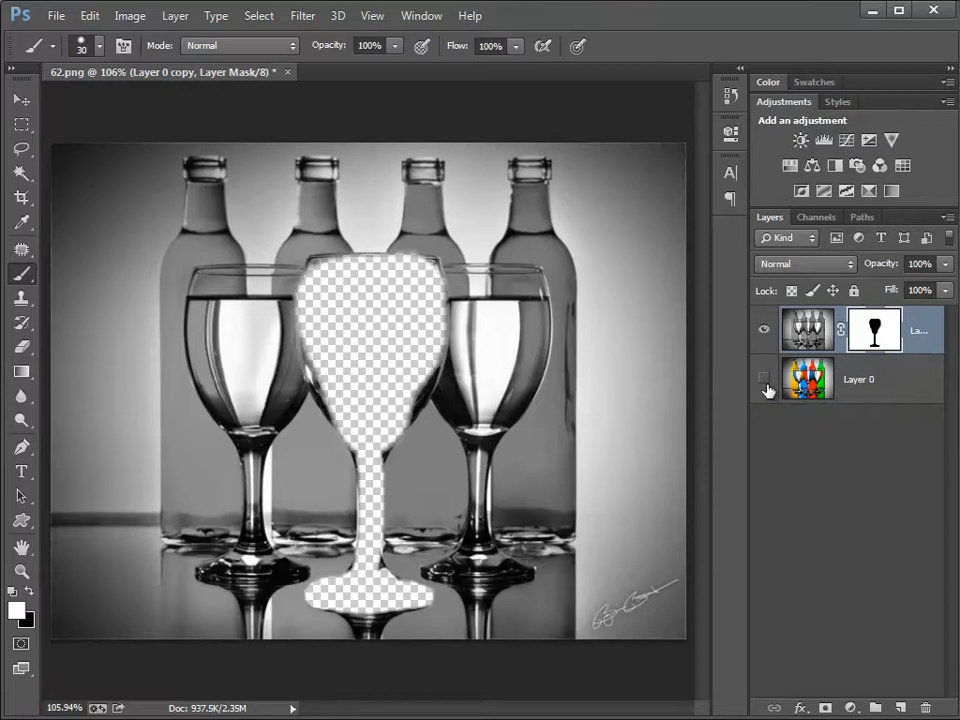 Ps File Edit Image Layer Type Select Filter 3D View Window Help
30 Mode: Normal Opacity: 100% Flow: 100%
62.png @ 106% (Layer 0 copy, Layer Mask/8) * ×
Color Swatches
Adjustments Styles
Add an adjustment
Layers Channels Paths
Kind
Normal Opacity: 100%
Lock: Fill: 100%
La...
Layer 0
105.94% Doc: 937.5K/2.35M